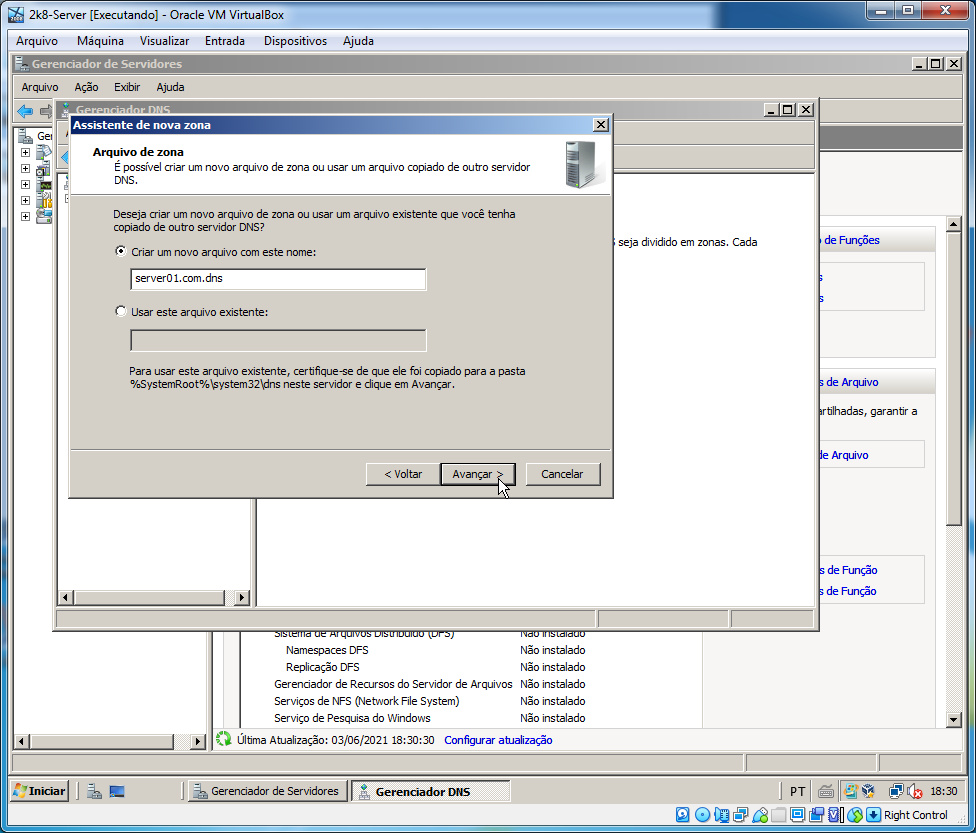 2k8-Server [Executando] - Oracle VM VirtualBox
Arquivo Máquina Visualizar Entrada Dispositivos Ajuda
Gerenciador de Servidores
Arquivo Ação Exibir Ajuda
Gerenciador DNS
Assistente de nova zona
Arquivo de zona
É possível criar um novo arquivo de zona ou usar um arquivo copiado de outro servidor
DNS.
Deseja criar um novo arquivo de zona ou usar um arquivo existente que você tenha
copiado de outro servidor DNS?
Criar um novo arquivo com este nome:
server01.com.dns
Usar este arquivo existente:
Para usar este arquivo existente, certifique-se de que ele foi copiado para a pasta
%SystemRoot%\system32\dns neste servidor e clique em Avançar.
< Voltar Avançar > Cancelar
seja dividido em zonas. Cada
de Funções
de Arquivo
garantir a
de Arquivo
de Função
de Função
Sistema de Arquivos Distribuído (DFS) Não instalado
Namespaces DFS Não instalado
Replicação DFS Não instalado
Gerenciador de Recursos do Servidor de Arquivos Não instalado
Serviços de NFS (Network File System) Não instalado
Serviço de Pesquisa do Windows Não instalado
Última Atualização: 03/06/2021 18:30:30 Configurar atualização
Iniciar Gerenciador de Servidores Gerenciador DNS PT 18:30
Right Control